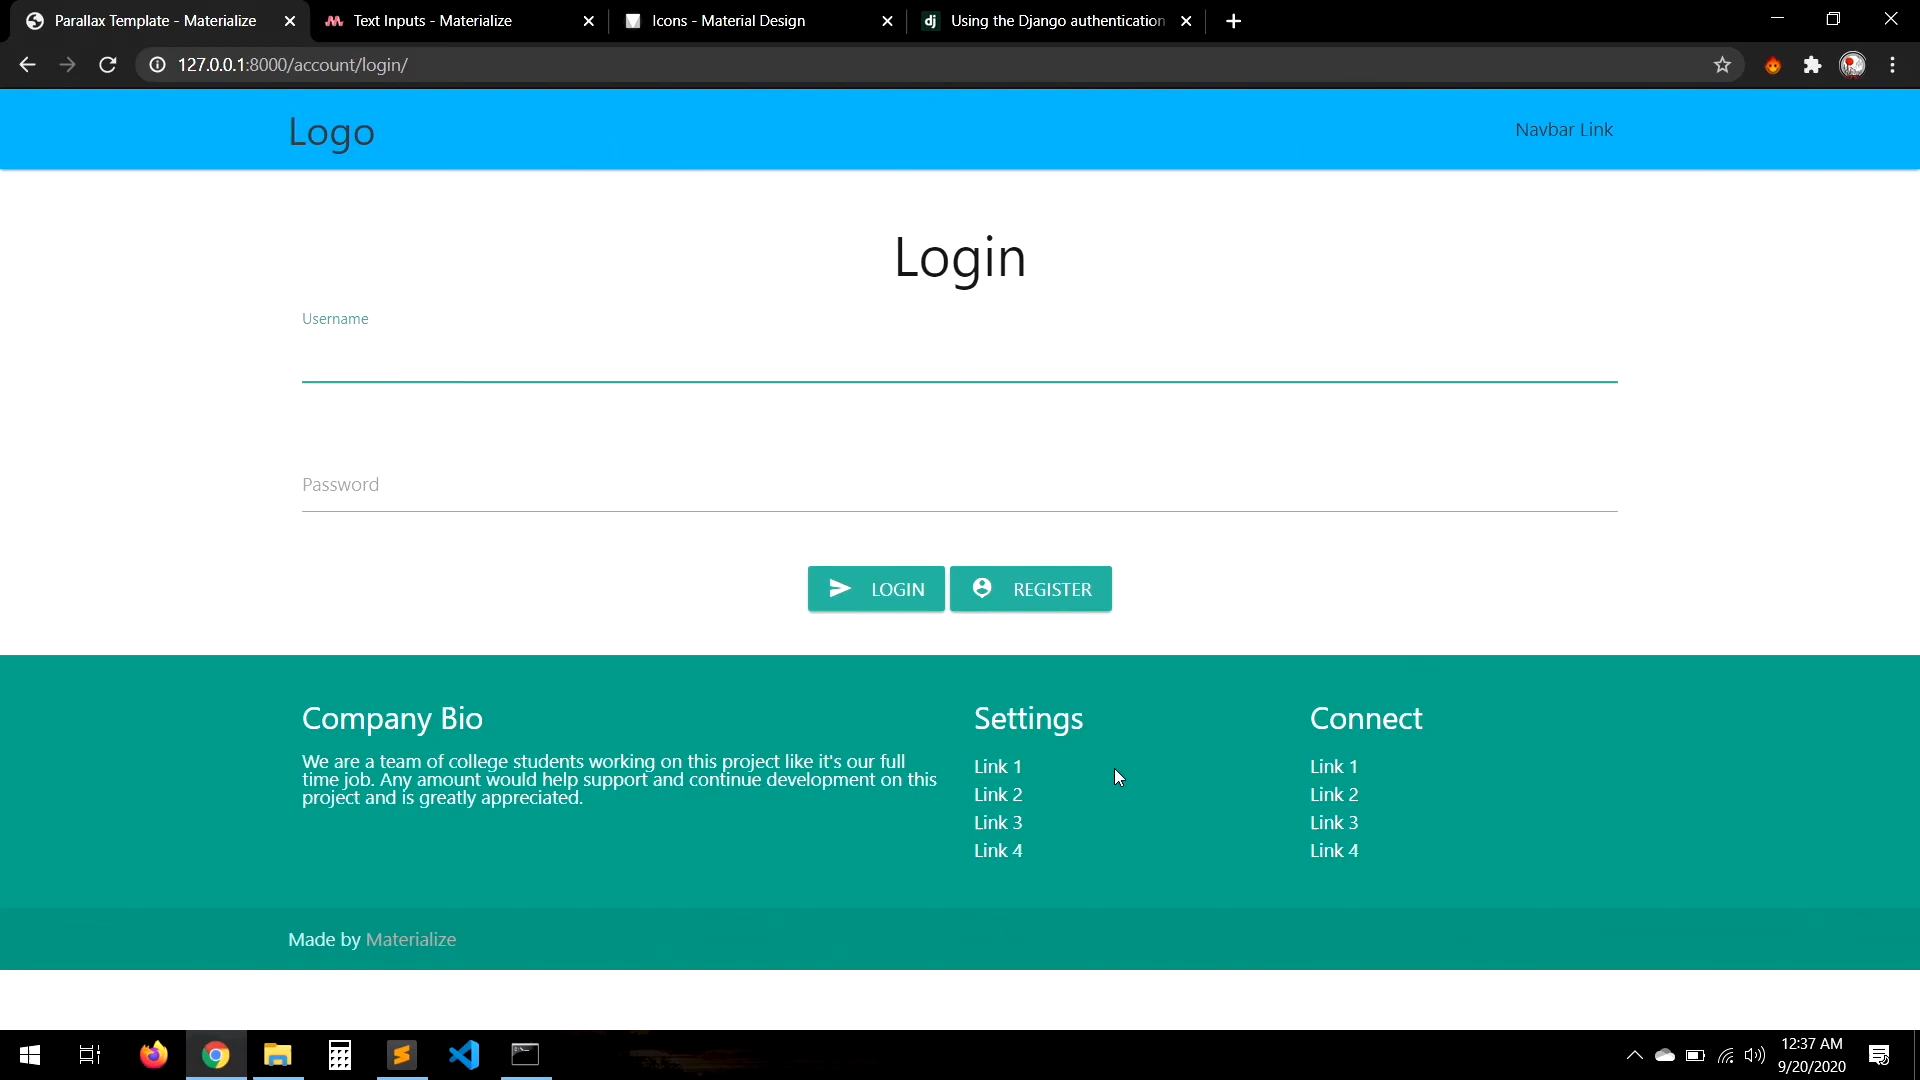 Parallax Template - Materialize
Text Inputs - Materialize
Icons - Material Design
dj Using the Django authentication
127.0.0.1:8000/account/login/
Logo
Navbar Link
Login
Username
Password
LOGIN
REGISTER
Company Bio
We are a team of college students working on this project like it's our full
time job. Any amount would help support and continue development on this
project and is greatly appreciated.
Settings
Link 1
Link 2
Link 3
Link 4
Connect
Link 1
Link 2
Link 3
Link 4
Made by Materialize
12:37 AM
9/20/2020